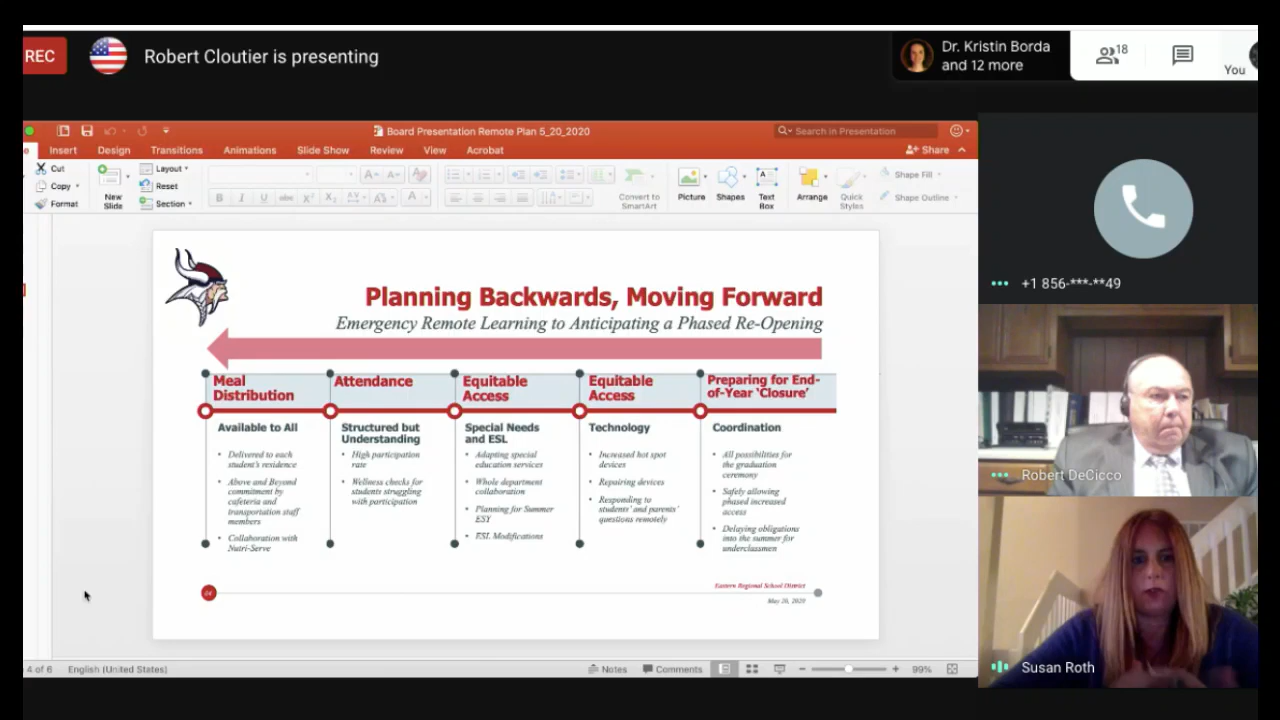 REC
Robert Cloutier is presenting
Dr. Kristin Borda
and 12 more
18
You
Board Presentation Remote Plan 5_20_2020
Search in Presentation
Insert Design Transitions Animations Slide Show Review View Acrobat
Share
Cut
Copy
Format
New
Slide
Layout
Reset
Section
Convert to
SmartArt
Picture
Shapes
Text
Box
Arrange
Quick
Styles
Shape Fill
Shape Outline
Planning Backwards, Moving Forward
Emergency Remote Learning to Anticipating a Phased Re-Opening
Meal
Distribution
Available to All
• Delivered to each
student's residence
• Above and Beyond
commitment by
cafeteria and
transportation staff
members
• Collaboration with
Nutri-Serve
Attendance
Structured but
Understanding
• High participation
rate
• Wellness checks for
students struggling
with participation
Equitable
Access
Special Needs
and ESL
• Adapting special
education services
• Whole department
collaboration
• Planning for Summer
ESY
• ESL Modifications
Equitable
Access
Technology
• Increased hot spot
devices
• Repairing devices
• Responding to
students' and parents'
questions remotely
Preparing for End-
of-Year 'Closure'
Coordination
• All possibilities for
the graduation
ceremony
• Safely allowing
phased increased
access
• Delaying obligations
into the summer for
underclassmen
04
Eastern Regional School District
May 20, 2020
4 of 6
English (United States)
Notes
Comments
99%
+1 856-***-**49
Robert DeCicco
Susan Roth